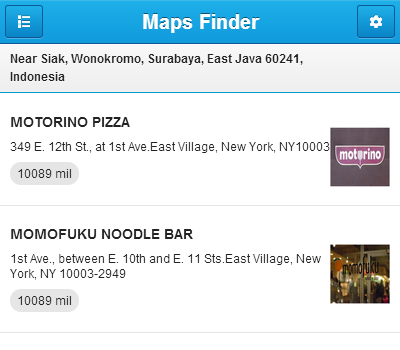 Maps Finder
Near Siak, Wonokromo, Surabaya, East Java 60241,
Indonesia
MOTORINO PIZZA
349 E. 12th St., at 1st Ave.East Village, New York, NY10003
motorino
10089 mil
MOMOFUKU NOODLE BAR
1st Ave., between E. 10th and E. 11 Sts.East Village, New
York, NY 10003-2949
momofuku
10089 mil